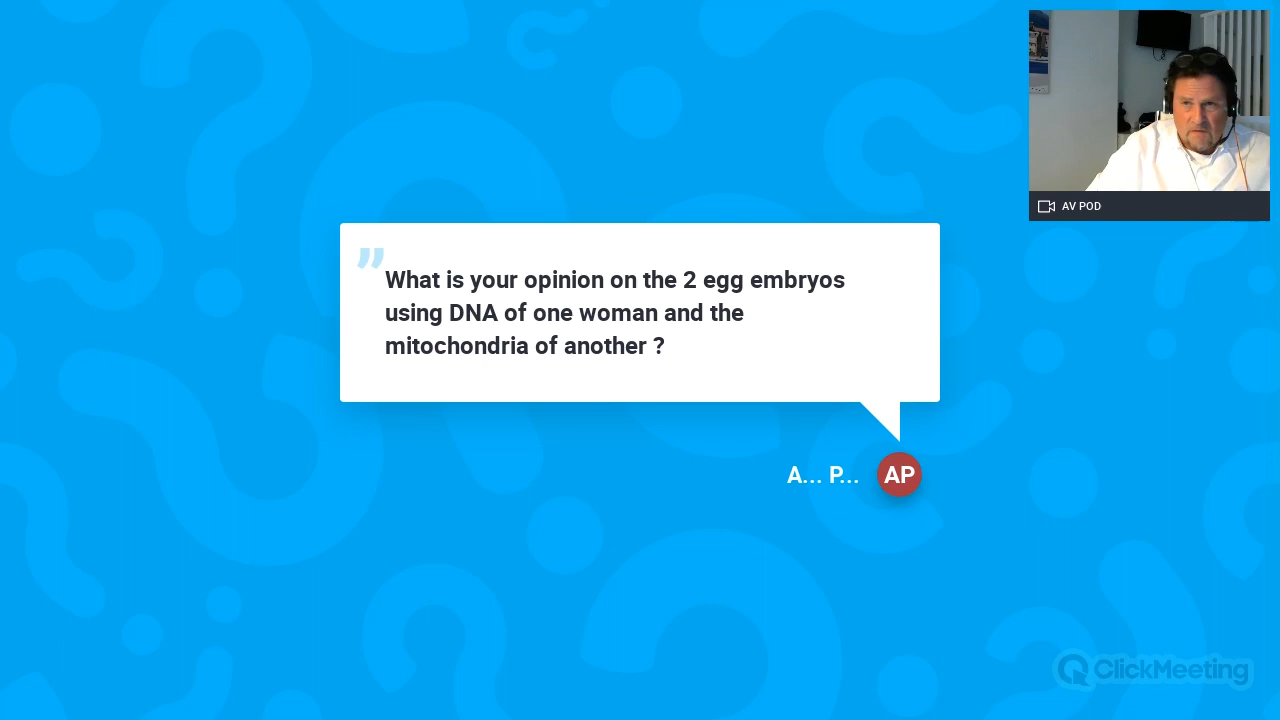 AV POD
”
What is your opinion on the 2 egg embryos
using DNA of one woman and the
mitochondria of another ?
A... P... AP
ClickMeeting